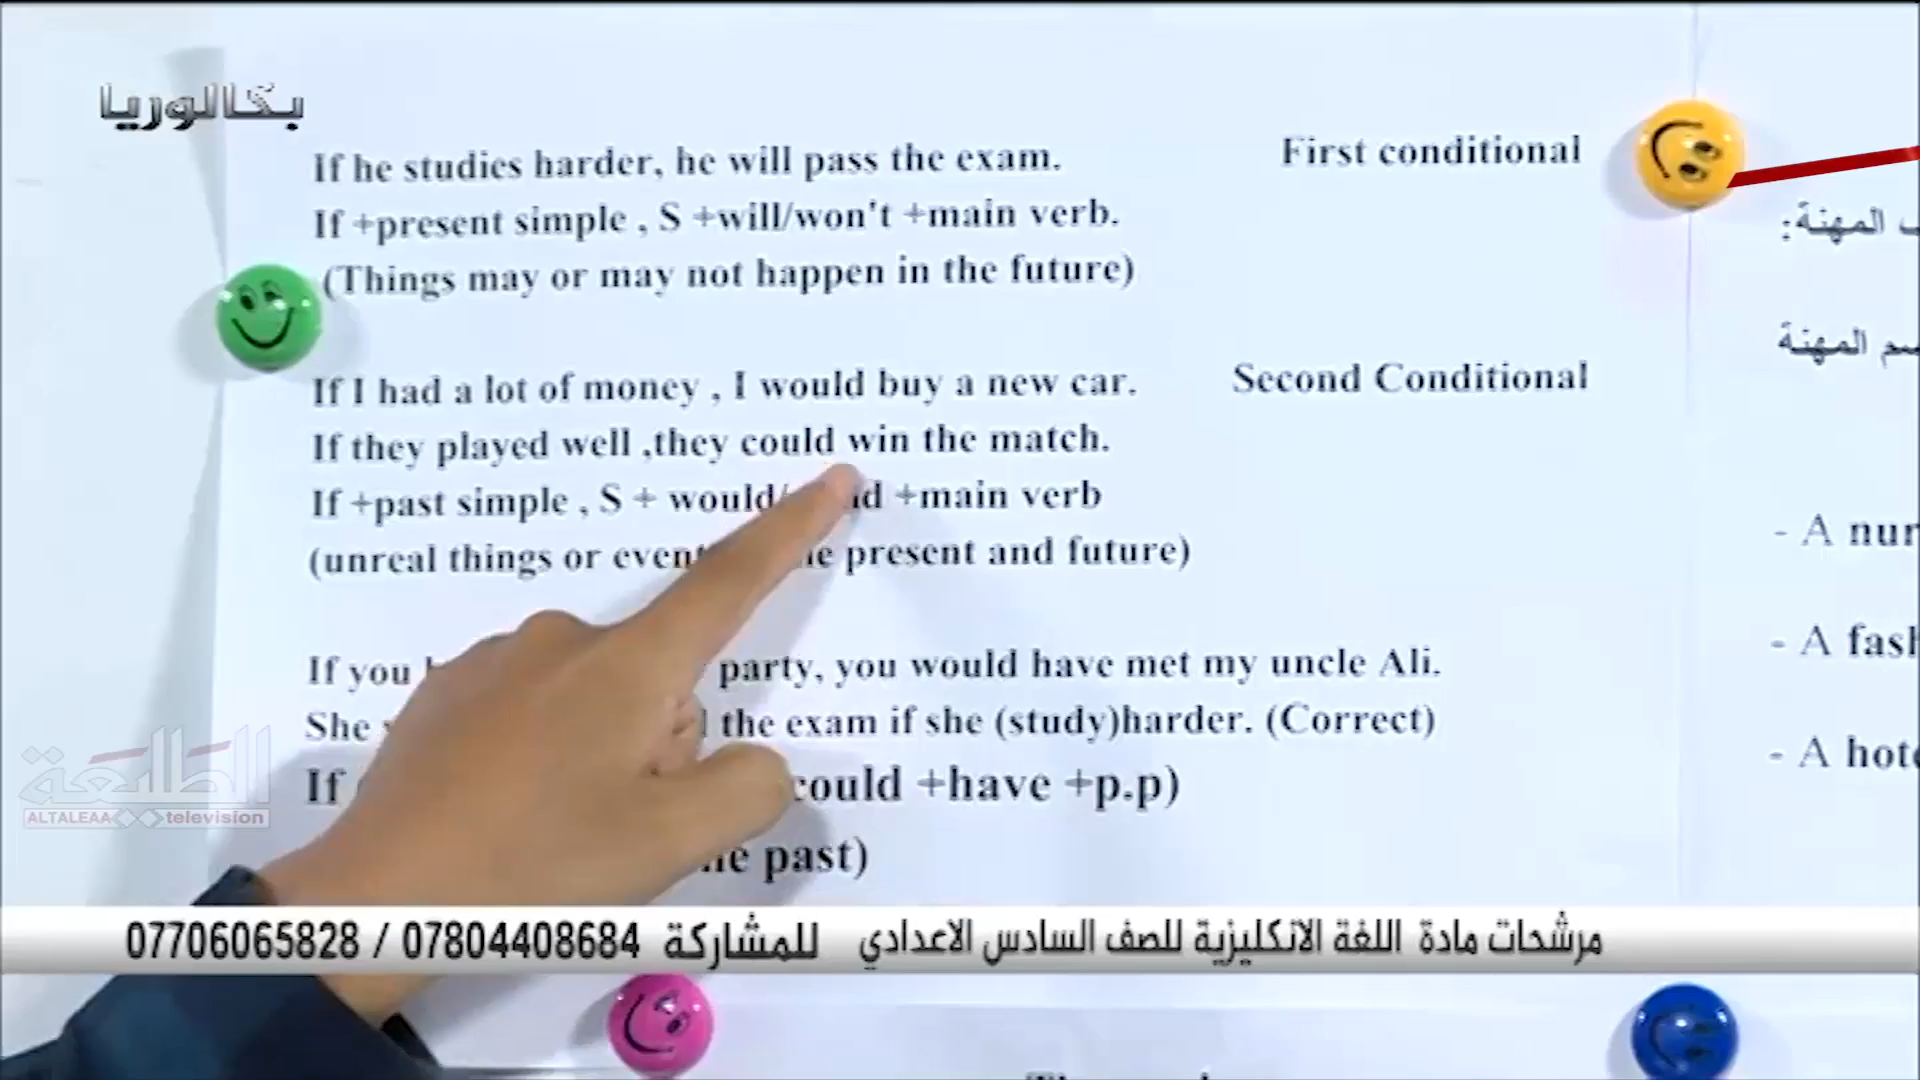 بكالوريا
If he studies harder, he will pass the exam.
First conditional
If +present simple , S +will/won't +main verb.
(Things may or may not happen in the future)
If I had a lot of money , I would buy a new car.
Second Conditional
If they played well ,they could win the match.
If +past simple , S + would/ +main verb
(unreal things or present and future)
If you party, you would have met my uncle Ali.
She the exam if she (study)harder. (Correct)
If could +have +p.p)
past)
المهنة:
المهنة
- A
- A
- A
الطليعة
ALTALEAA television
مرشحات مادة اللغة الانكليزية للصف السادس الاعدادي للمشاركة 07804408684 / 07706065828